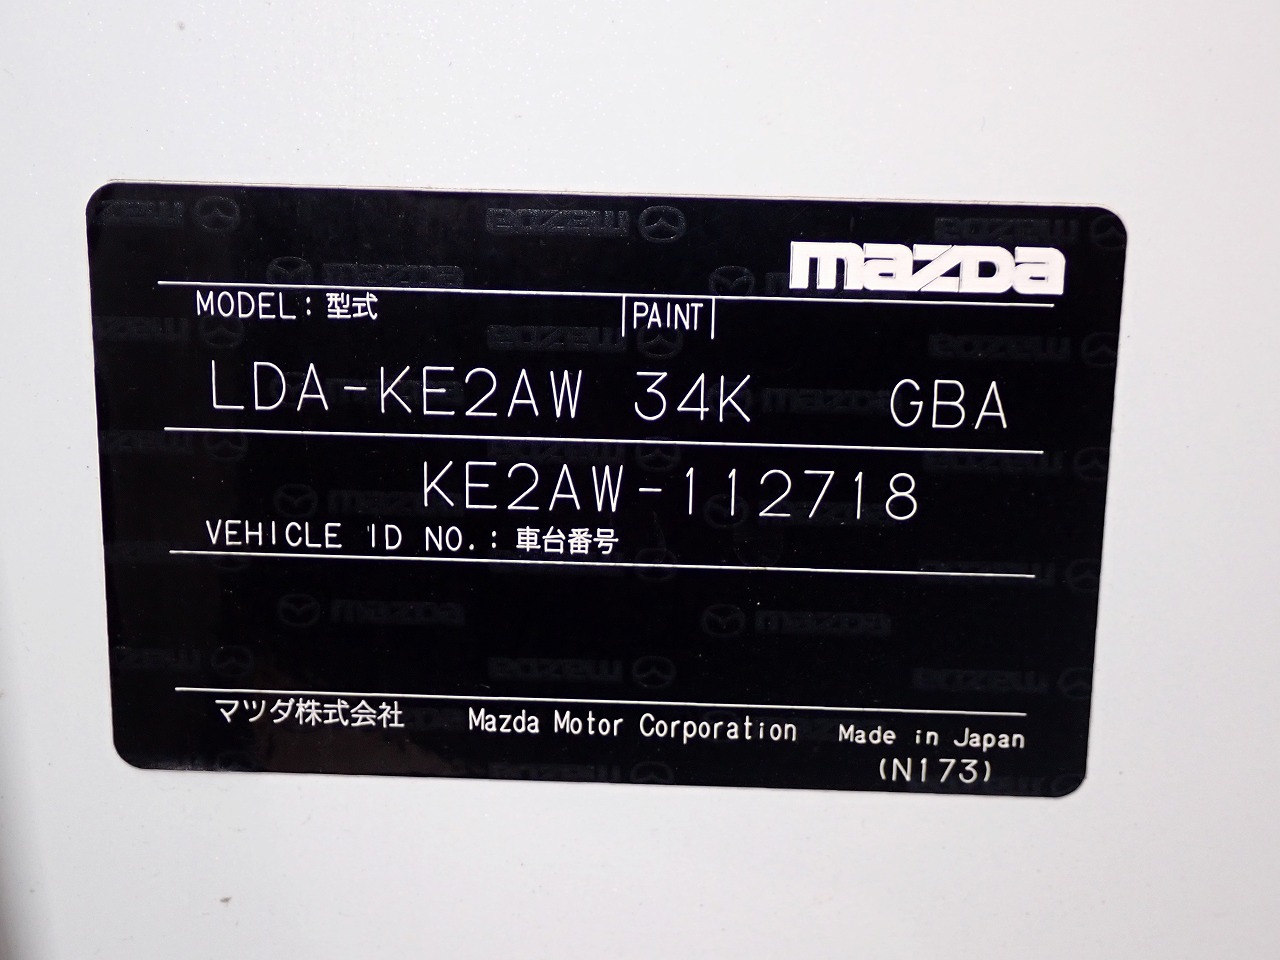 mazda
MODEL: 型式 |PAINT|
LDA-KE2AW 34K GBA
KE2AW-112718
VEHICLE ID NO.: 車台番号
マツダ株式会社 Mazda Motor Corporation Made in Japan
(N173)